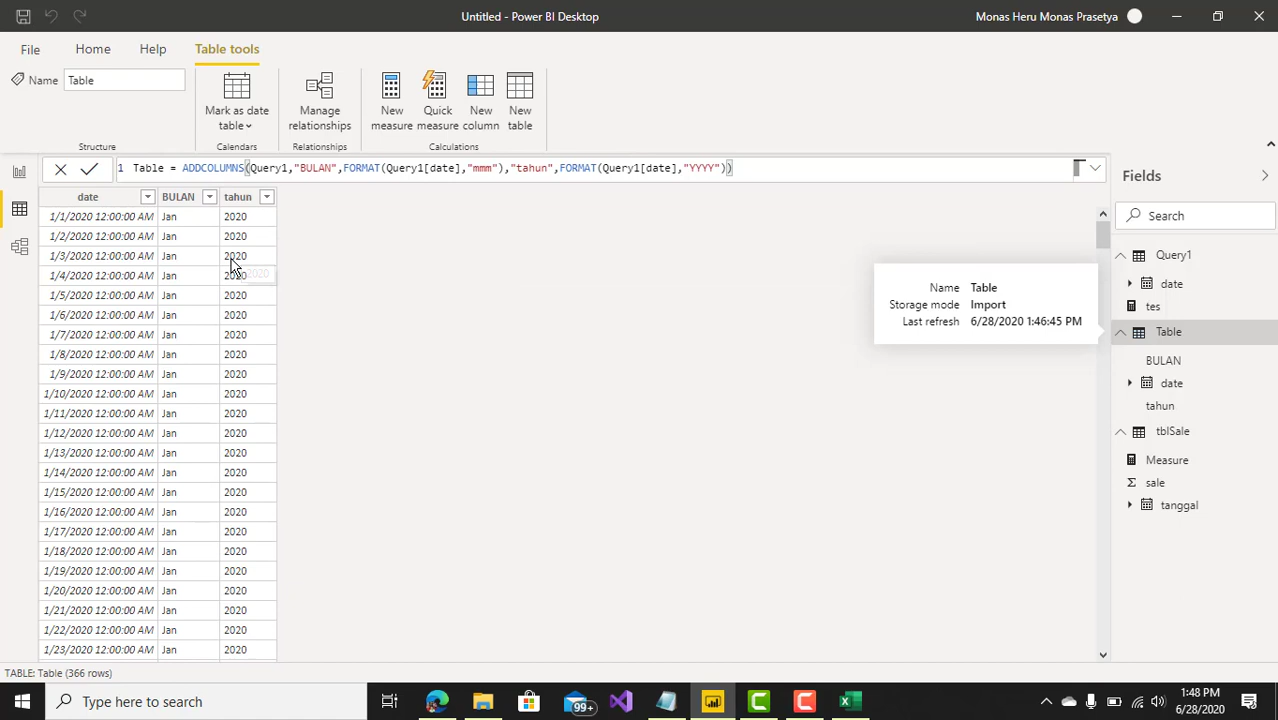 Untitled - Power BI Desktop
Monas Heru Monas Prasetya
File
Home
Help
Table tools
Name
Table
Mark as date
table
Manage
relationships
New
measure
Quick
measure
New
column
New
table
Structure
Calendars
Relationships
Calculations
1 Table = ADDCOLUMNS(Query1,"BULAN",FORMAT(Query1[date],"mmm"),"tahun",FORMAT(Query1[date],"YYYY"))
date BULAN tahun
1/1/2020 12:00:00 AM Jan 2020
1/2/2020 12:00:00 AM Jan 2020
1/3/2020 12:00:00 AM Jan 2020
2020
1/4/2020 12:00:00 AM Jan 2020
1/5/2020 12:00:00 AM Jan 2020
1/6/2020 12:00:00 AM Jan 2020
1/7/2020 12:00:00 AM Jan 2020
1/8/2020 12:00:00 AM Jan 2020
1/9/2020 12:00:00 AM Jan 2020
1/10/2020 12:00:00 AM Jan 2020
1/11/2020 12:00:00 AM Jan 2020
1/12/2020 12:00:00 AM Jan 2020
1/13/2020 12:00:00 AM Jan 2020
1/14/2020 12:00:00 AM Jan 2020
1/15/2020 12:00:00 AM Jan 2020
1/16/2020 12:00:00 AM Jan 2020
1/17/2020 12:00:00 AM Jan 2020
1/18/2020 12:00:00 AM Jan 2020
1/19/2020 12:00:00 AM Jan 2020
1/20/2020 12:00:00 AM Jan 2020
1/21/2020 12:00:00 AM Jan 2020
1/22/2020 12:00:00 AM Jan 2020
1/23/2020 12:00:00 AM Jan 2020
Name Table
Storage mode Import
Last refresh 6/28/2020 1:46:45 PM
Fields
Search
Query1
date
tes
Table
BULAN
date
tahun
tblSale
Measure
Σ sale
tanggal
TABLE: Table (366 rows)
Type here to search
99+
1:48 PM
6/28/2020